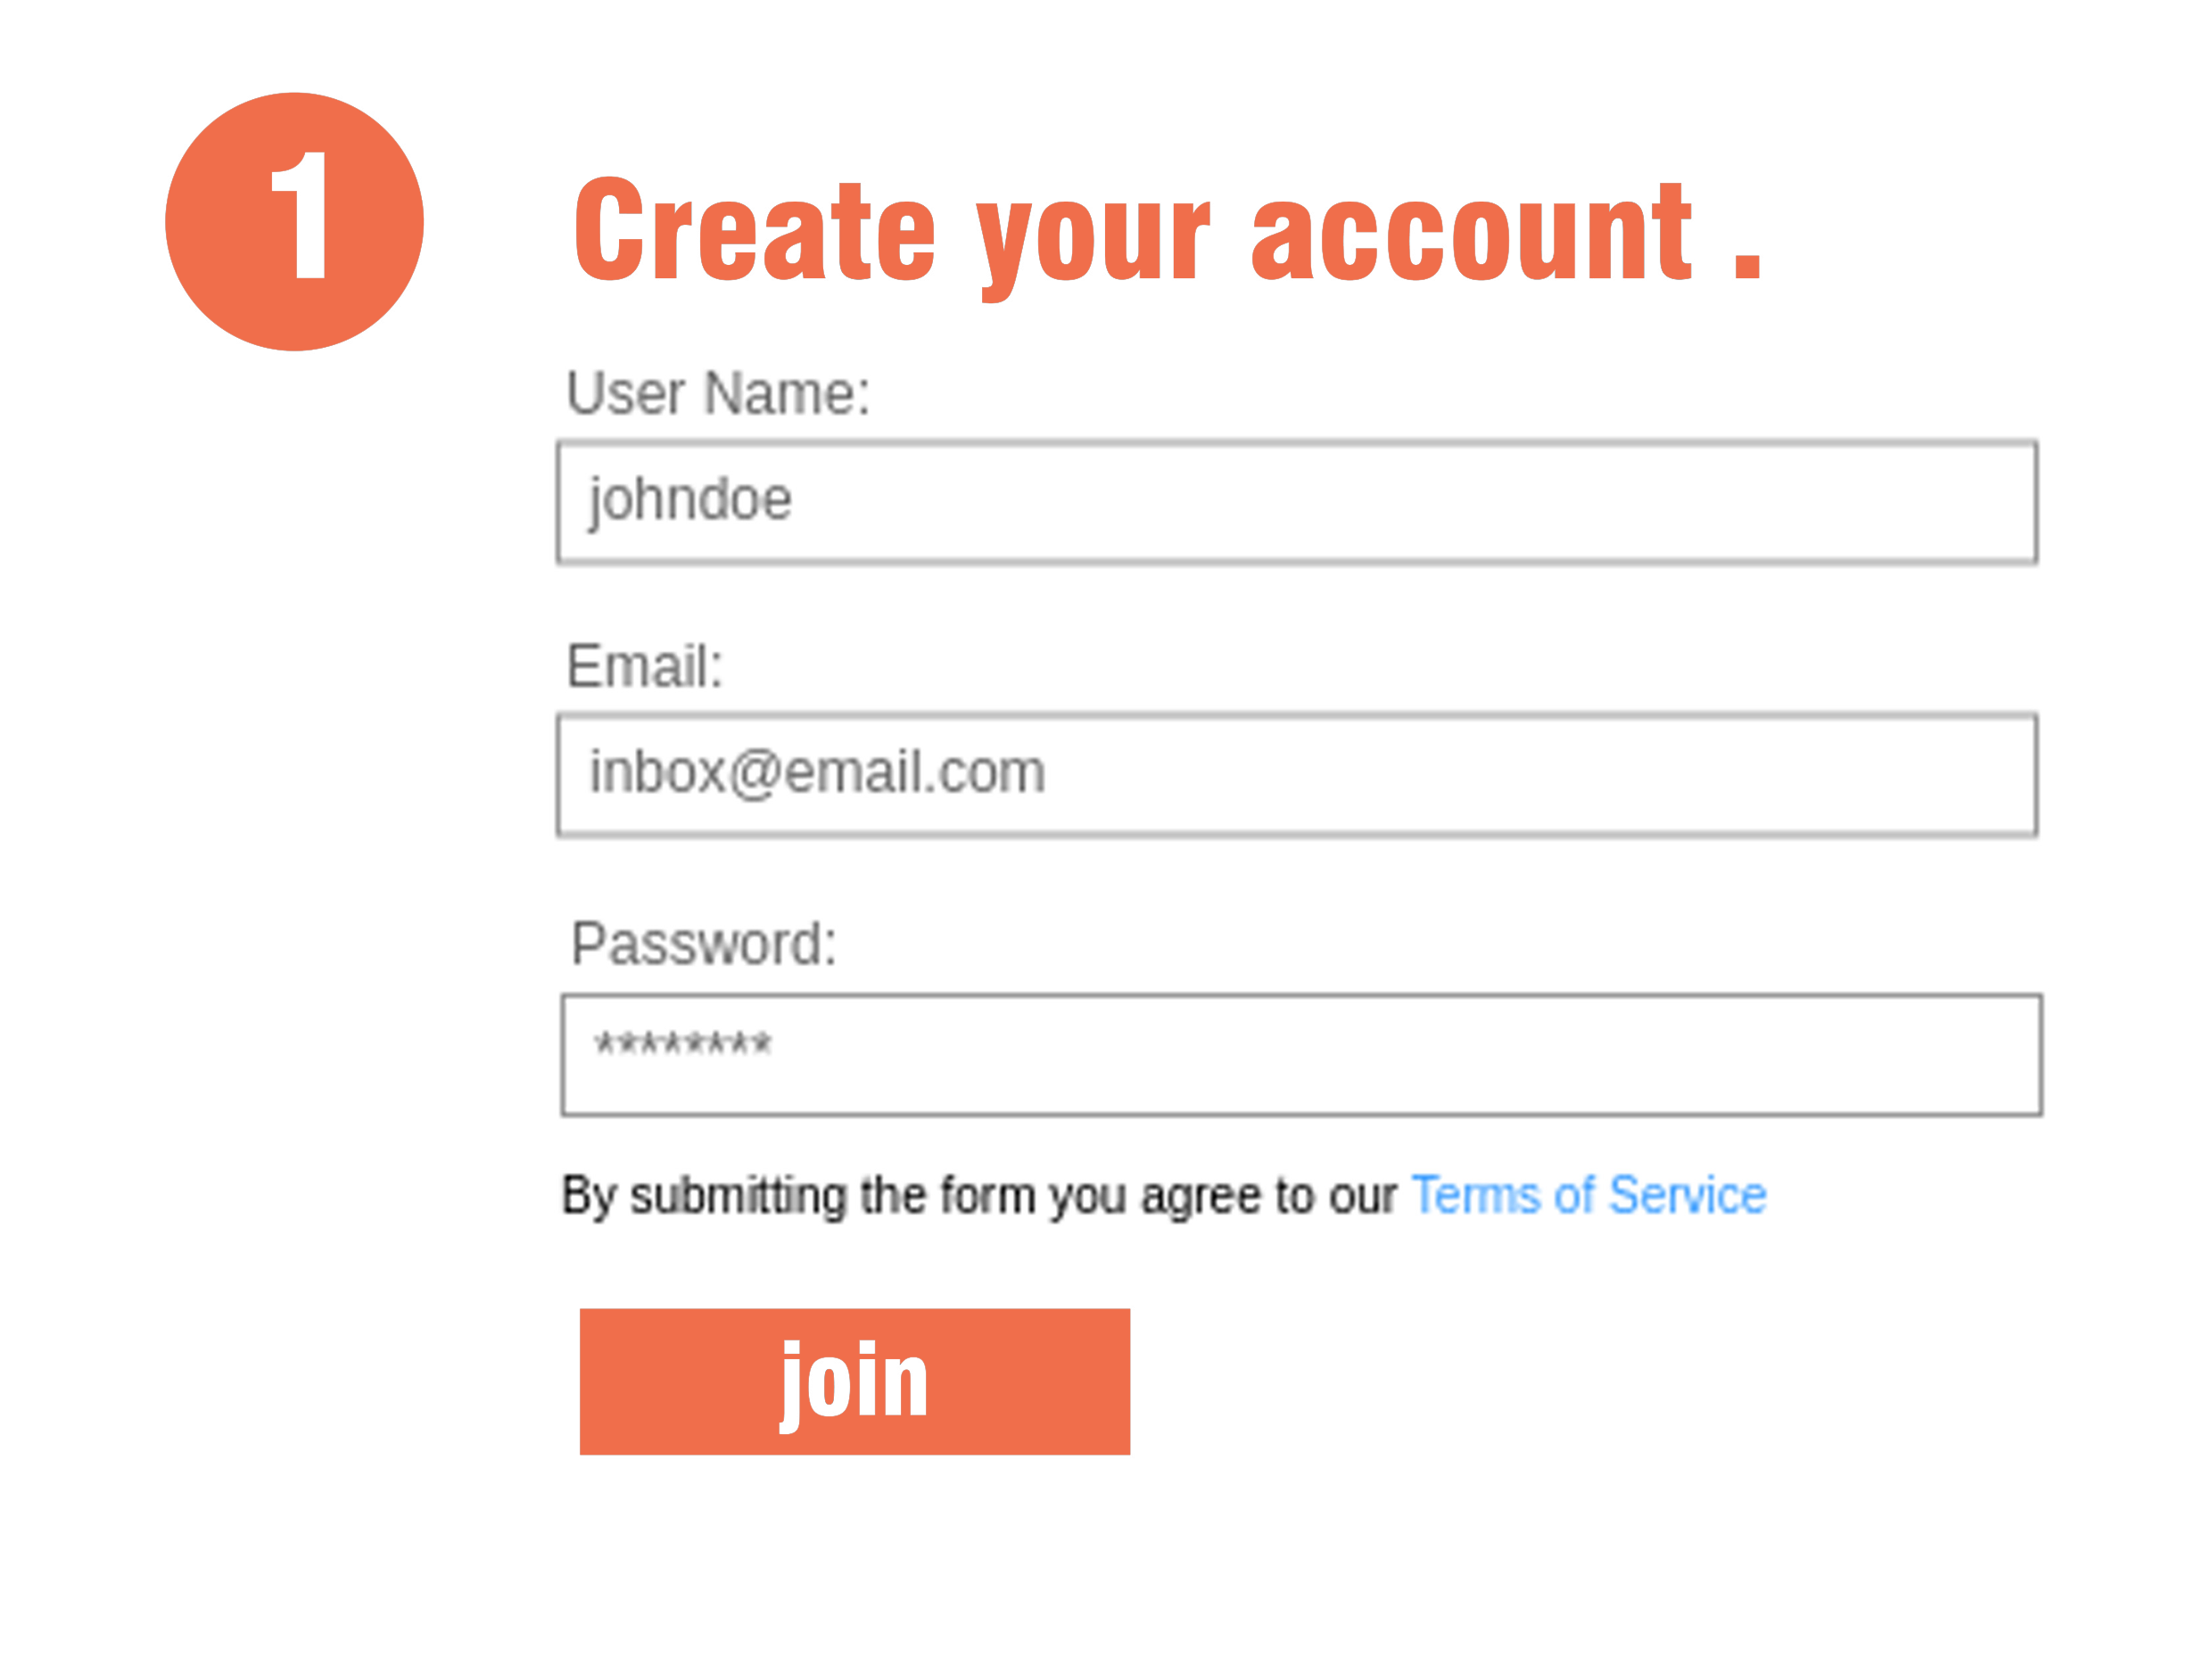 1
Create your account .
User Name:
johndoe
Email:
inbox@email.com
Password:
********
By submitting the form you agree to our Terms of Service
join